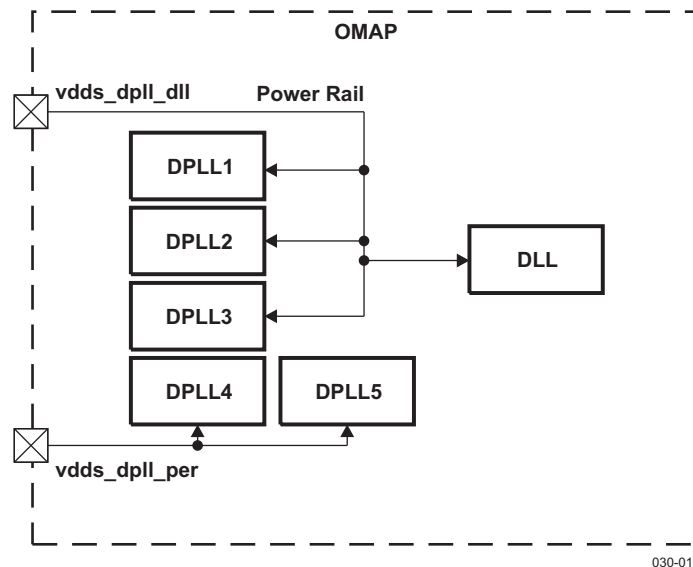 OMAP
vdds_dpll_dll
Power Rail
DPLL1
DPLL2
DLL
DPLL3
DPLL4
DPLL5
vdds_dpll_per
030-01